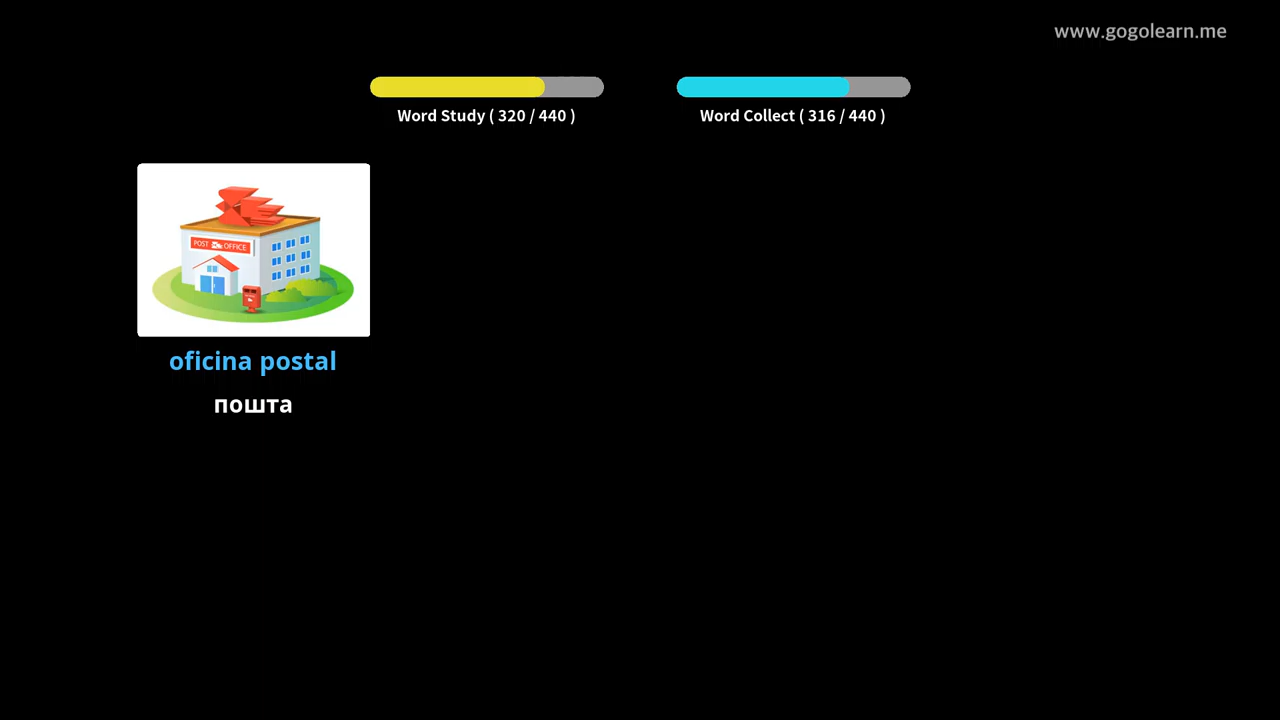 www.gogolearn.me
Word Study ( 320 / 440 )
Word Collect ( 316 / 440 )
POST OFFICE
oficina postal
пошта